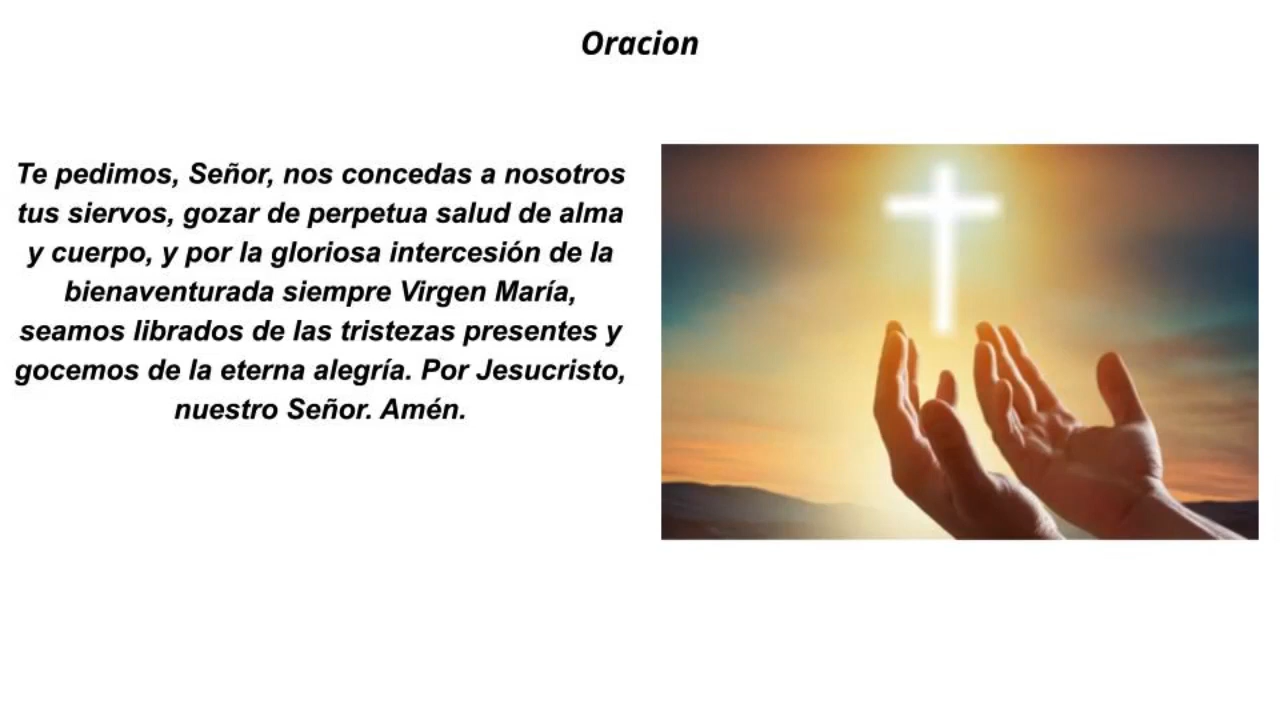 Oracion
Te pedimos, Señor, nos concedas a nosotros
tus siervos, gozar de perpetua salud de alma
y cuerpo, y por la gloriosa intercesión de la
bienaventurada siempre Virgen María,
seamos librados de las tristezas presentes y
gocemos de la eterna alegría. Por Jesucristo,
nuestro Señor. Amén.